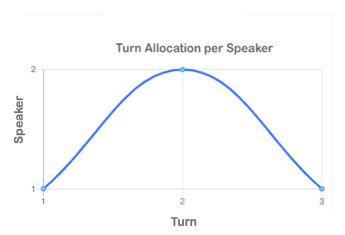 Turn Allocation per Speaker
2
Speaker
1
1 2 3
Turn